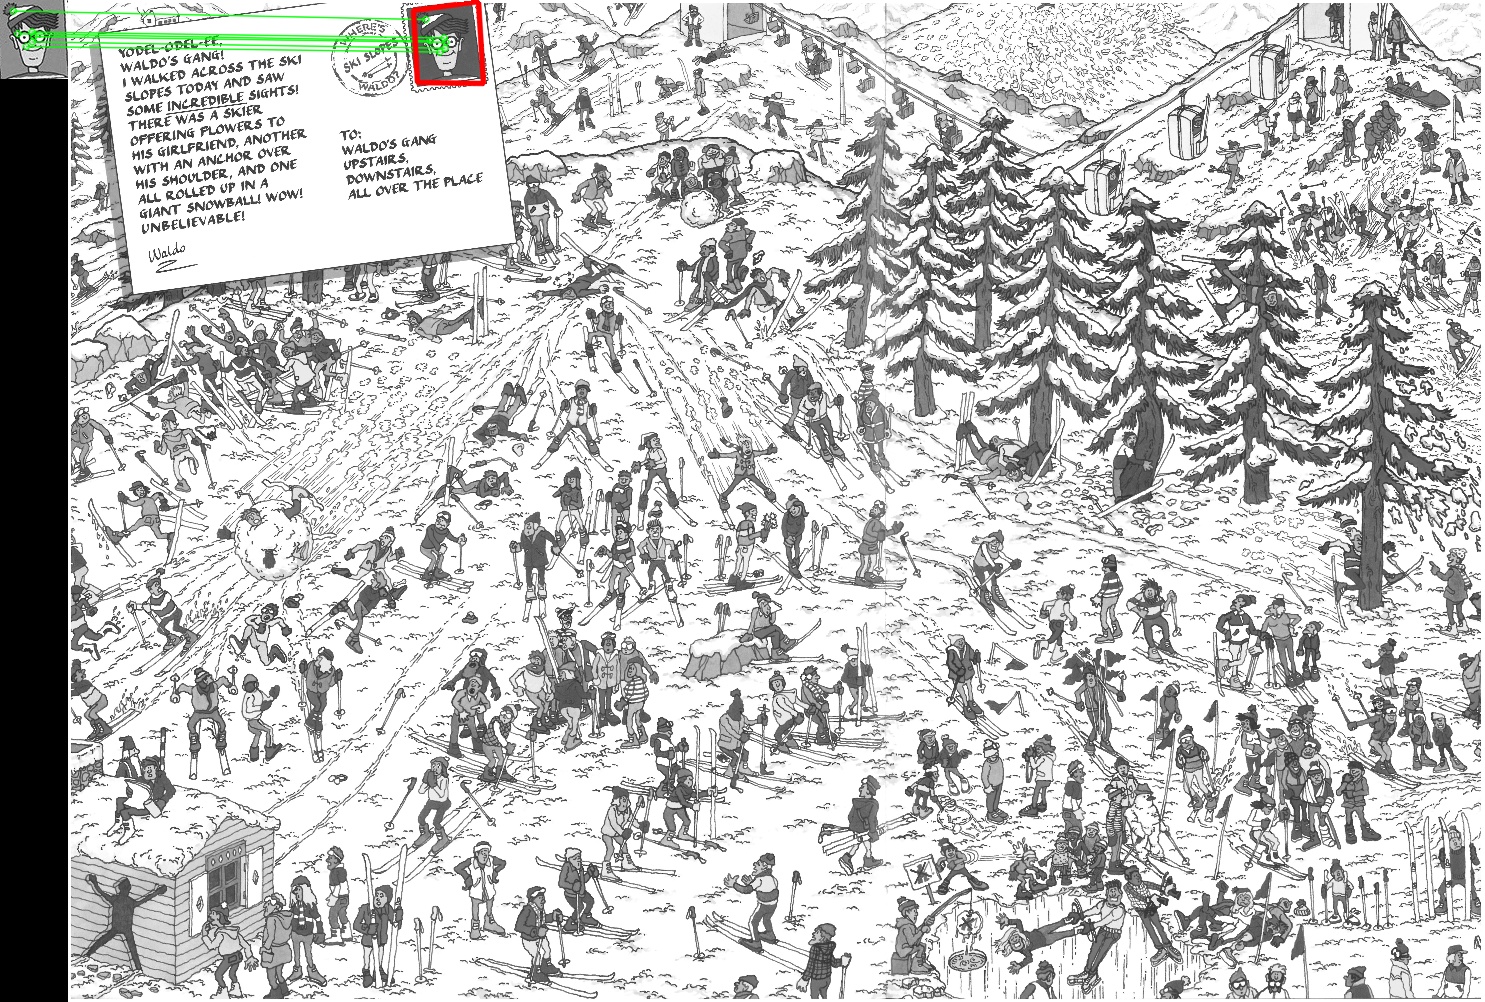 YODEL-ODEL-EE,
WALDO'S GANG!
I WALKED ACROSS THE SKI
SLOPES TODAY AND SAW
SOME INCREDIBLE SIGHTS!
THERE WAS A SKIER
OFFERING FLOWERS TO
HIS GIRLFRIEND, ANOTHER
WITH AN ANCHOR OVER
HIS SHOULDER, AND ONE
ALL ROLLED UP IN A
GIANT SNOWBALL! WOW!
UNBELIEVABLE!
Waldo
WHERE'S
SKI SLOPES
WALDO?
TO:
WALDO'S GANG
UPSTAIRS,
DOWNSTAIRS,
ALL OVER THE PLACE